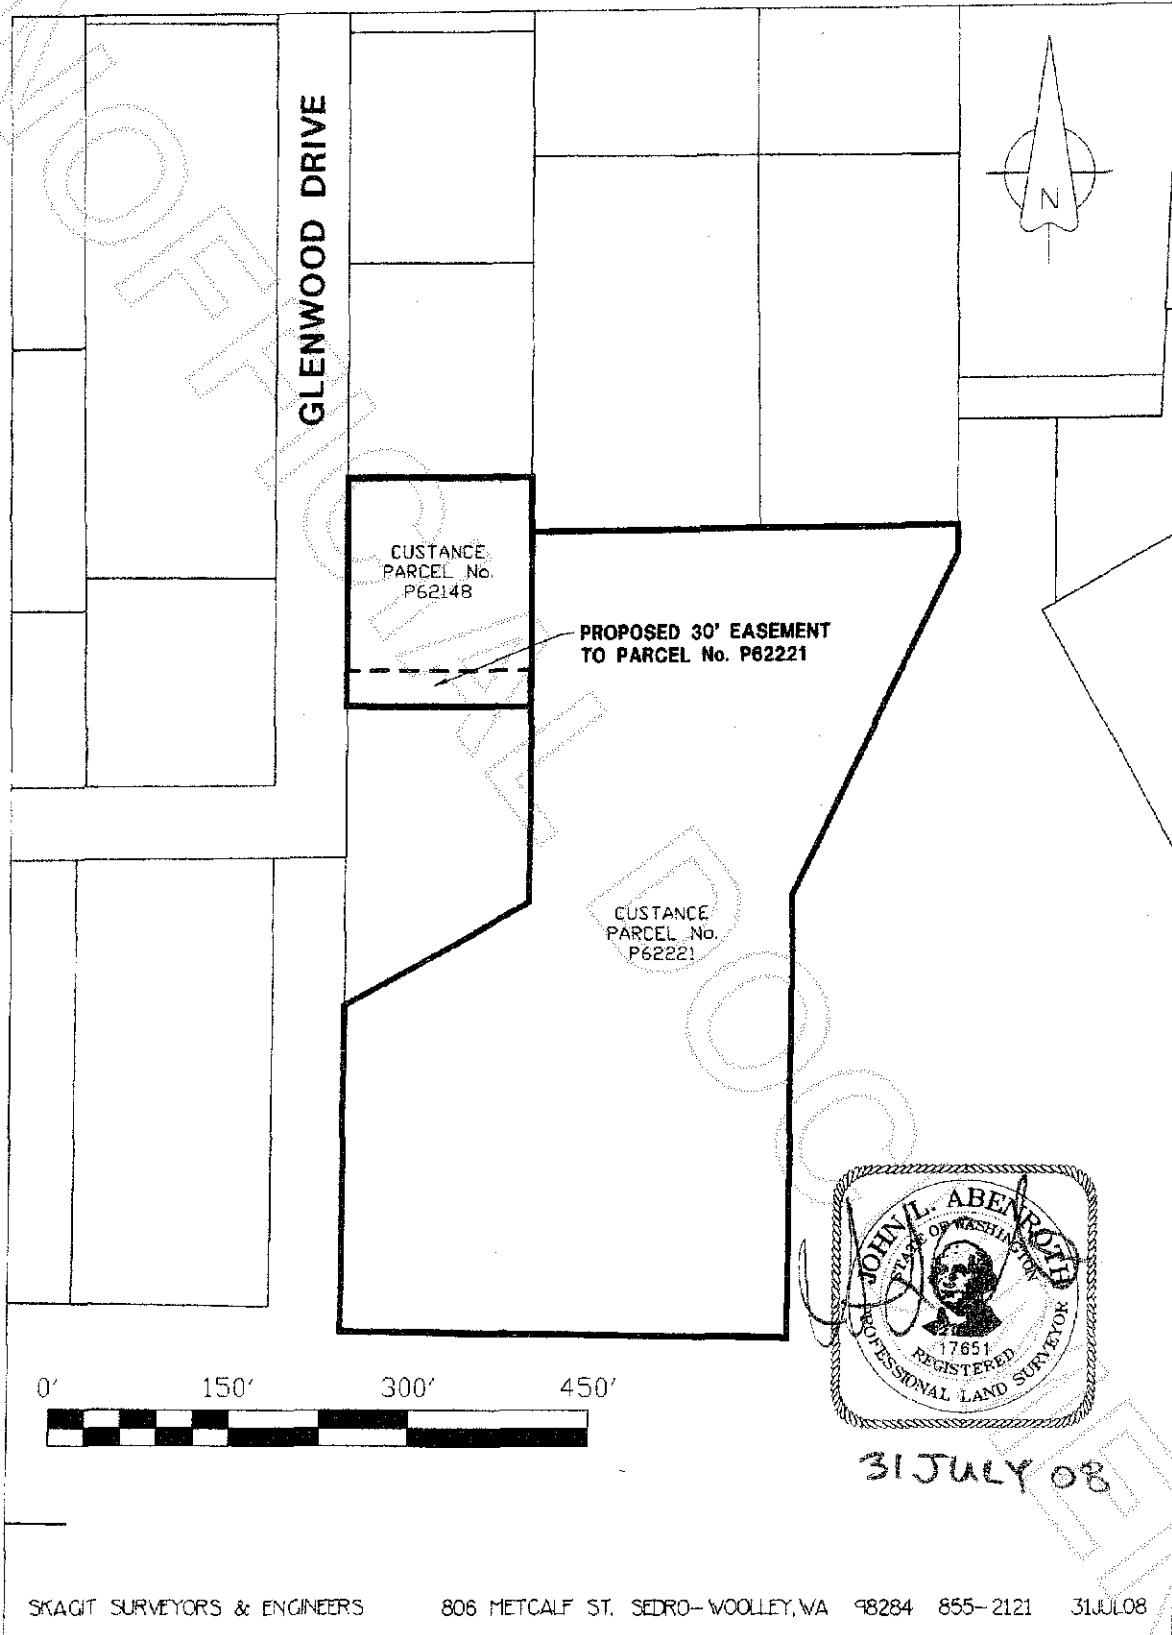 UNOFFICIAL DOCUMENT
GLENWOOD DRIVE
N
CUSTANCE
PARCEL No.
P62148
PROPOSED 30' EASEMENT
TO PARCEL No. P62221
CUSTANCE
PARCEL No.
P62221
JOHN L. ABENROTH
STATE OF WASHINGTON
17651
REGISTERED
PROFESSIONAL LAND SURVEYOR
0' 150' 300' 450'
31 JULY 08
SKAGIT SURVEYORS & ENGINEERS 806 METCALF ST. SEDRO-WOOLLEY, WA 98284 855-2121 31JUL08